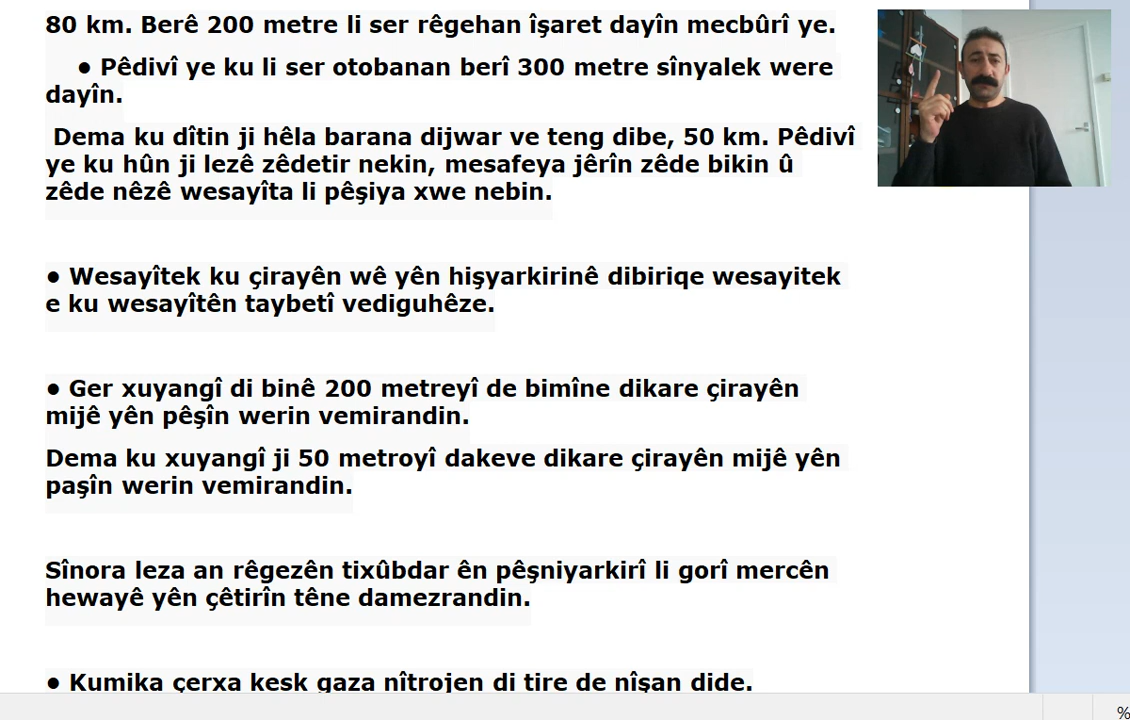 80 km. Berê 200 metre li ser rêgehan îşaret dayîn mecbûrî ye.
● Pêdivî ye ku li ser otobanan berî 300 metre sînyalek were
dayîn.
Dema ku dîtin ji hêla barana dijwar ve teng dibe, 50 km. Pêdivî
ye ku hûn ji lezê zêdetir nekin, mesafeya jêrîn zêde bikin û
zêde nêzê wesayîta li pêşiya xwe nebin.
● Wesayîtek ku çirayên wê yên hişyarkirinê dibiriqe wesayitek
e ku wesayîtên taybetî vediguhêze.
● Ger xuyangî di binê 200 metreyî de bimîne dikare çirayên
mijê yên pêşîn werin vemirandin.
Dema ku xuyangî ji 50 metroyî dakeve dikare çirayên mijê yên
paşîn werin vemirandin.
Sînora leza an rêgezên tixûbdar ên pêşniyarkirî li gorî mercên
hewayê yên çêtirîn têne damezrandin.
● Kumika çerxa kesk gaza nîtrojen di tire de nîşan dide.
%